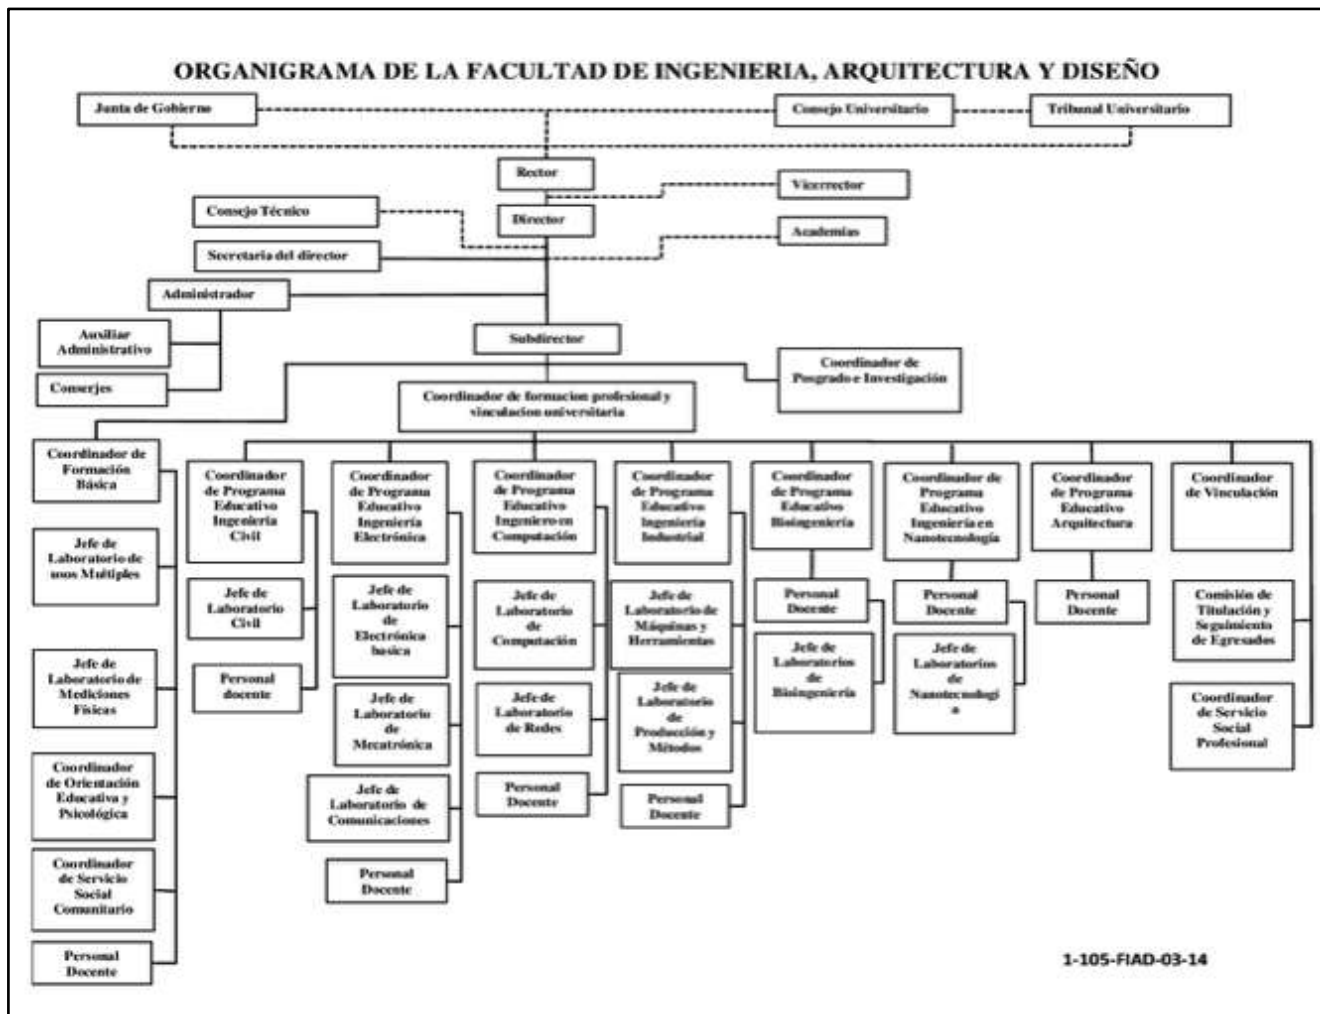 ORGANIGRAMA DE LA FACULTAD DE INGENIERIA, ARQUITECTURA Y DISEÑO
Junta de Gobierno
Consejo Universitario
Tribunal Universitario
Rector
Vicerrector
Consejo Técnico
Director
Academías
Secretaria del director
Administrador
Auxiliar
Administrativo
Subdirector
Conserjes
Coordinador de
Posgrado e Investigación
Coordinador de formacion profesional y
vinculacion universitaria
Coordinador de
Formación
Básica
Jefe de
Laboratorio de
usos Multiples
Jefe de
Laboratorio de
Mediciones
Físicas
Coordinador
de Orientación
Educativa y
Psicológica
Coordinador
de Servicio
Social
Comunitario
Personal
Docente
Coordinador
de Programa
Educativo
Ingeniería
Civil
Jefe de
Laboratorio
Civil
Personal
docente
Coordinador
de Programa
Educativo
Ingeniería
Electrónica
Jefe de
Laboratorio
de
Electrónica
basica
Jefe de
Laboratorio
de
Mecatrónica
Jefe de
Laboratorio de
Comunicaciones
Personal
Docente
Coordinador
de Programa
Educativo
Ingeniero en
Computación
Jefe de
Laboratorio
de
Computación
Jefe de
Laboratorio
de Redes
Personal
Docente
Coordinador
de Programa
Educativo
Ingeniería
Industrial
Jefe de
Laboratorio de
Máquinas y
Herramientas
Jefe de
Laboratorio
de
Producción y
Métodos
Personal
Docente
Coordinador
de Programa
Educativo
Bioingeniería
Personal
Docente
Jefe de
Laboratorios
de
Bioingeniería
Coordinador de
Programa
Educativo
Ingeniería en
Nanotecnología
Personal
Docente
Jefe de
Laboratorios
de
Nanotecnologí
a
Coordinador
de Programa
Educativo
Arquitectura
Personal
Docente
Coordinador
de Vinculación
Comisión de
Titulación y
Seguimiento
de Egresados
Coordinador
de Servicio
Social
Profesional
1-105-FIAD-03-14